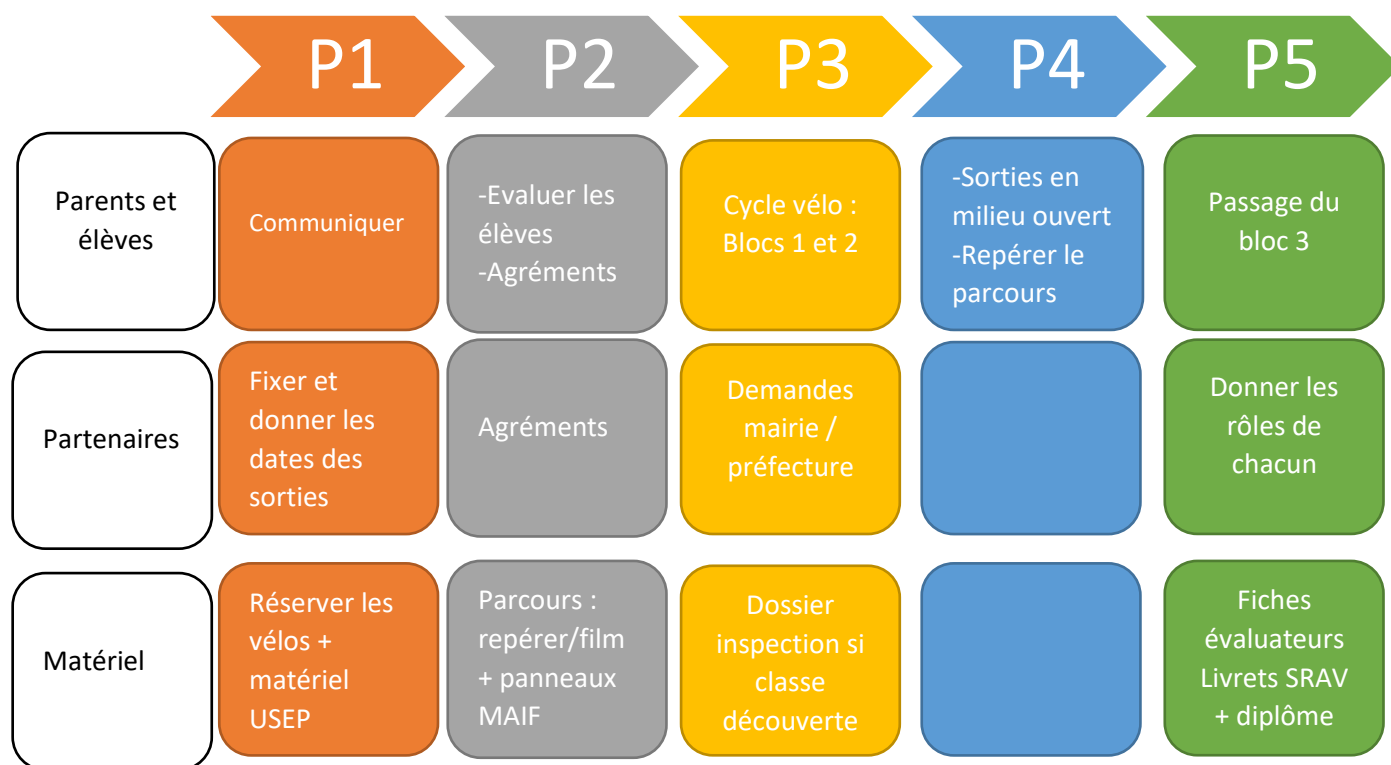 P1
P2
P3
P4
P5
Parents et
élèves
Communiquer
-Evaluer les
élèves
-Agréments
Cycle vélo :
Blocs 1 et 2
-Sorties en
milieu ouvert
-Repérer le
parcours
Passage du
bloc 3
Partenaires
Fixer et
donner les
dates des
sorties
Agréments
Demandes
mairie /
préfecture
Donner les
rôles de
chacun
Matériel
Réserver les
vélos +
matériel
USEP
Parcours :
repérer/film
+ panneaux
MAIF
Dossier
inspection si
classe
découverte
Fiches
évaluateurs
Livrets SRAV
+ diplôme